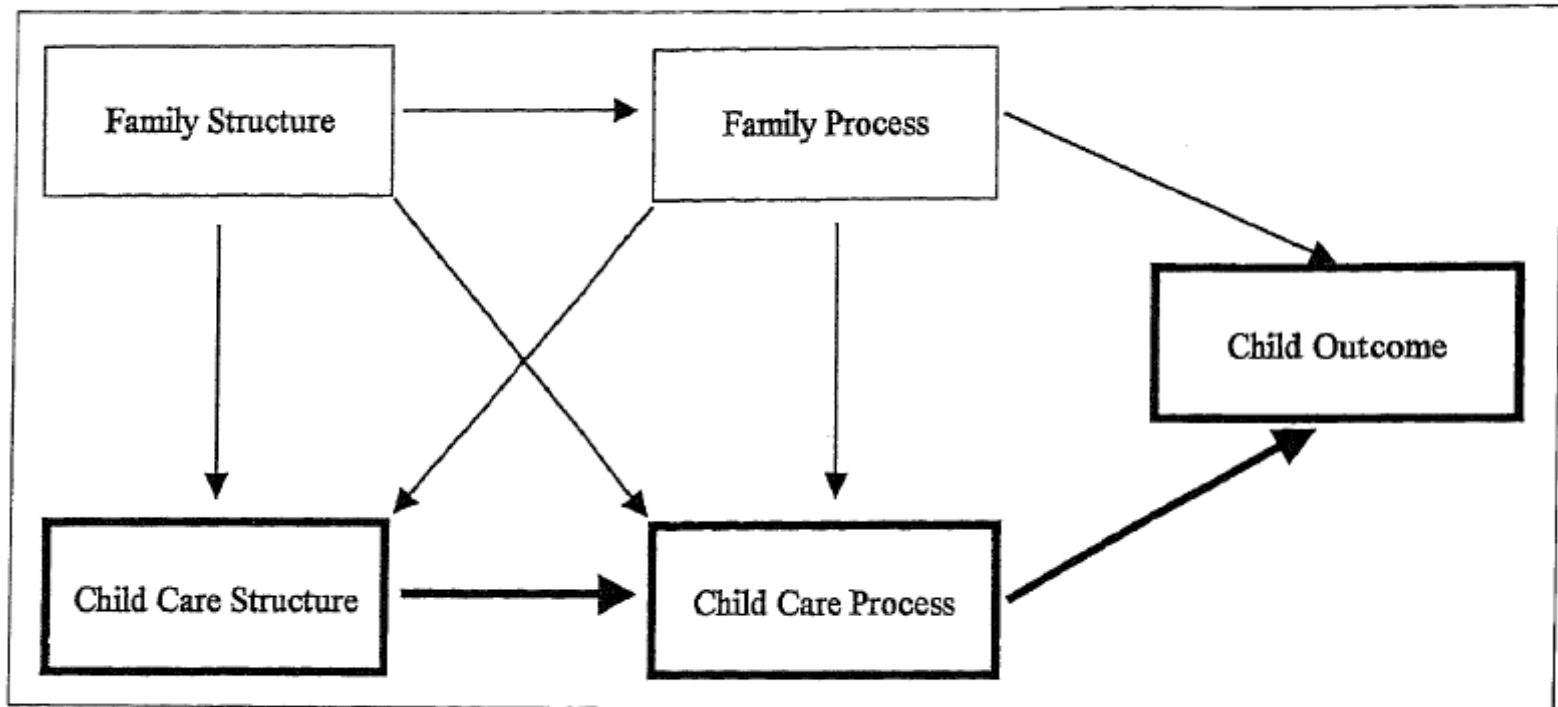 Family Structure
Family Process
Child Outcome
Child Care Structure
Child Care Process